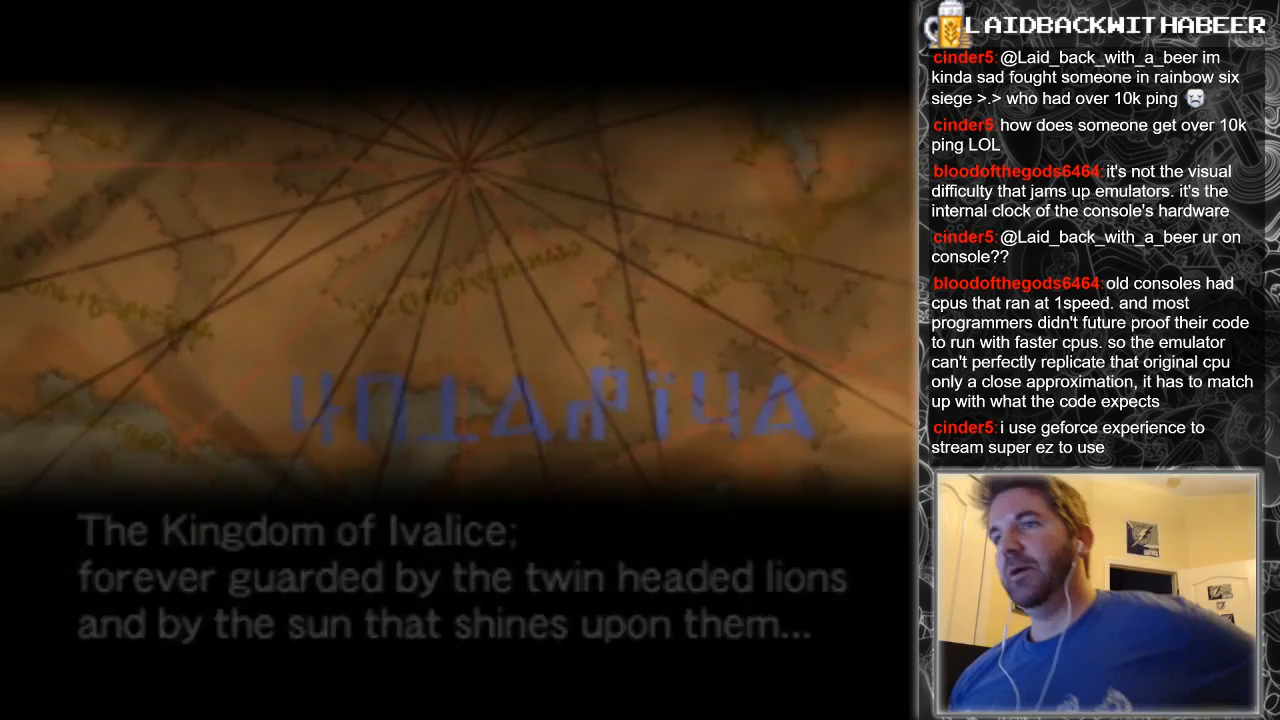 LAIDBACKWITHABEER
cinder5: @Laid_back_with_a_beer im
kinda sad fought someone in rainbow six
siege >.> who had over 10k ping
cinder5: how does someone get over 10k
ping LOL
bloodofthegods6464: it's not the visual
difficulty that jams up emulators. it's the
internal clock of the console's hardware
cinder5: @Laid_back_with_a_beer ur on
console??
bloodofthegods6464: old consoles had
cpus that ran at 1speed. and most
programmers didn't future proof their code
to run with faster cpus. so the emulator
can't perfectly replicate that original cpu
only a close approximation, it has to match
up with what the code expects
cinder5: i use geforce experience to
stream super ez to use
The Kingdom of Ivalice;
forever guarded by the twin headed lions
and by the sun that shines upon them...